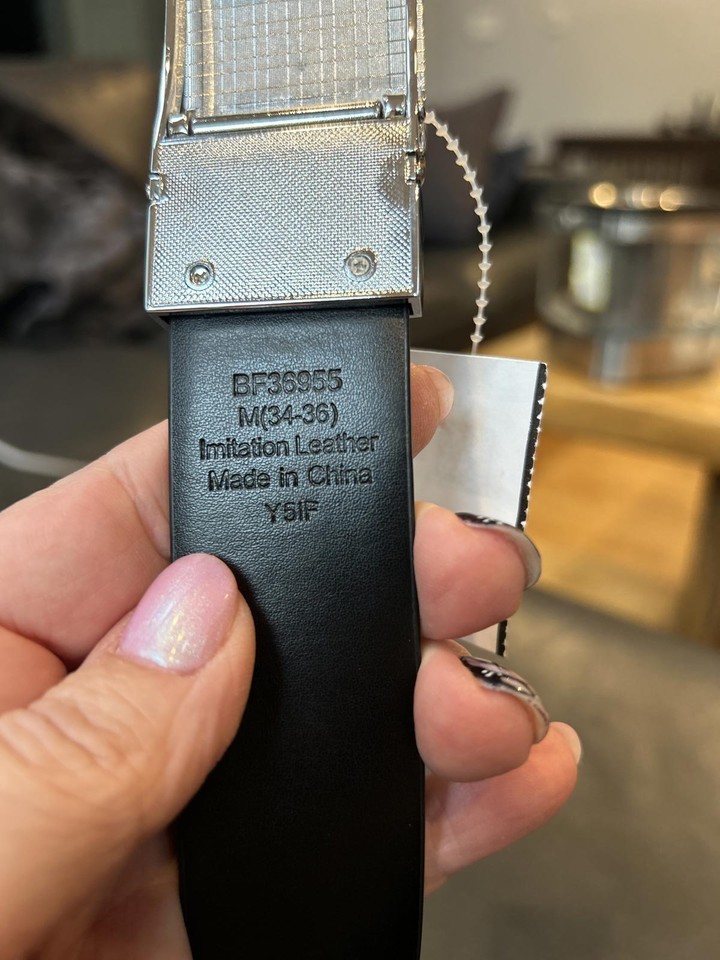 BF36955
M(34-36)
Imitation Leather
Made in China
Y5IF